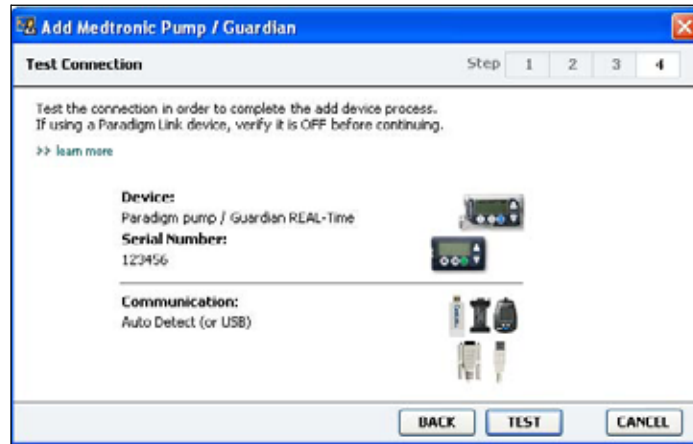 Add Medtronic Pump / Guardian
Test Connection
Step 1 2 3 4
Test the connection in order to complete the add device process.
If using a Paradigm Link device, verify it is OFF before continuing.
>> learn more
Device:
Paradigm pump / Guardian REAL-Time
Serial Number:
123456
Communication:
Auto Detect (or USB)
BACK TEST CANCEL